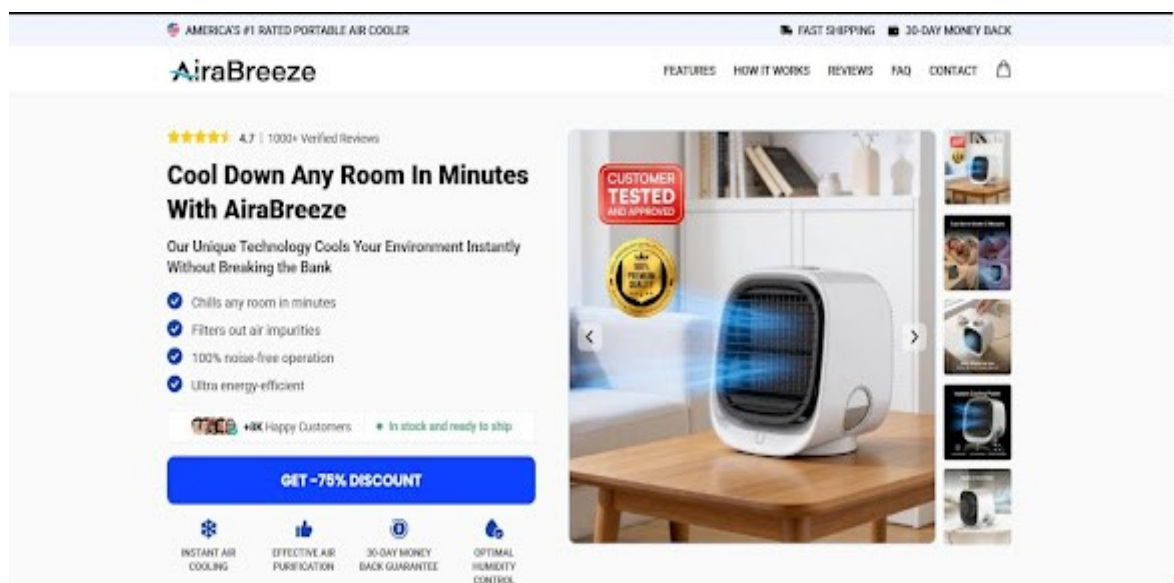 AMERICA'S #1 RATED PORTABLE AIR COOLER
FAST SHIPPING 30-DAY MONEY BACK
AiraBreeze
FEATURES HOW IT WORKS REVIEWS FAQ CONTACT
4.7 | 1000+ Verified Reviews
Cool Down Any Room In Minutes
With AiraBreeze
Our Unique Technology Cools Your Environment Instantly
Without Breaking the Bank
Chills any room in minutes
Filters out air impurities
100% noise-free operation
Ultra energy-efficient
+8K Happy Customers
In stock and ready to ship
GET -75% DISCOUNT
INSTANT AIR
COOLING
EFFECTIVE AIR
PURIFICATION
30-DAY MONEY
BACK GUARANTEE
OPTIMAL
HUMIDITY
CONTROL
CUSTOMER
TESTED
AND APPROVED
100%
PREMIUM
QUALITY